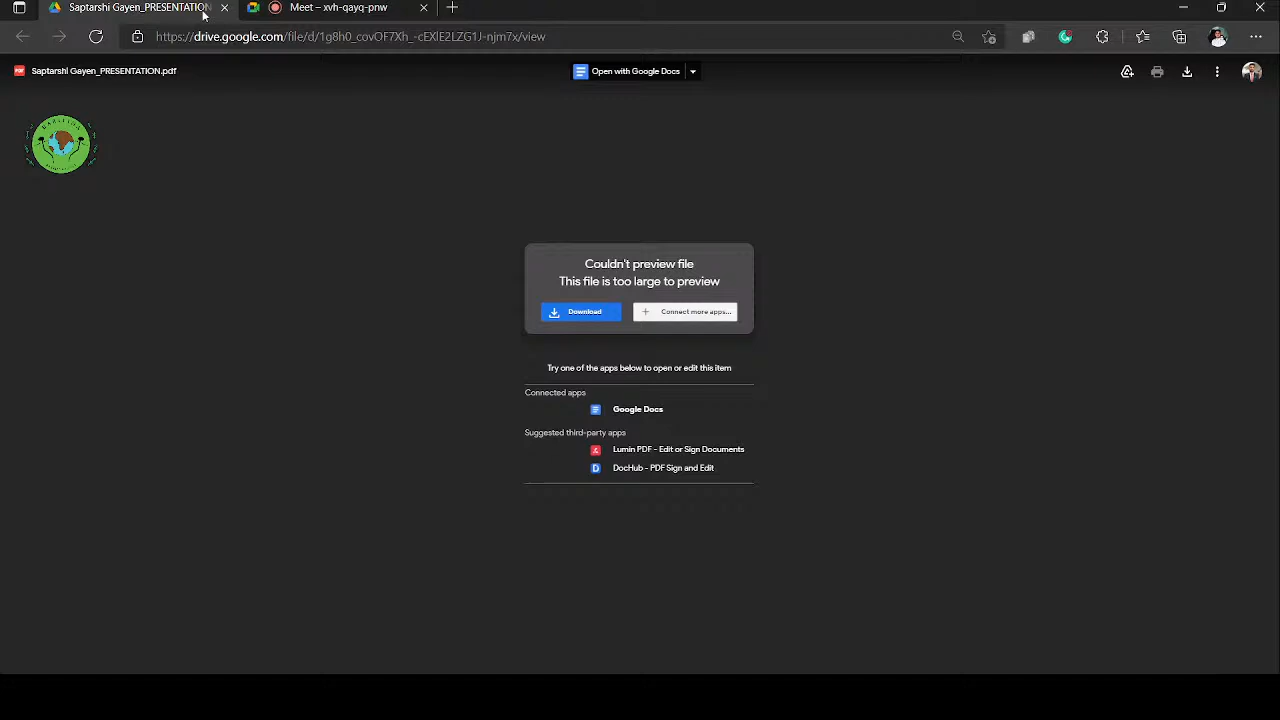 Saptarshi Gayen_PRESENTATION
Meet – xvh-qayq-pnw
https://drive.google.com/file/d/1g8h0_covOF7Xh_-cEXlE2LZG1J-njm7x/view
Saptarshi Gayen_PRESENTATION.pdf
Open with Google Docs
Couldn't preview file
This file is too large to preview
Download
Connect more apps...
Try one of the apps below to open or edit this item
Connected apps
Google Docs
Suggested third-party apps
Lumin PDF - Edit or Sign Documents
DocHub - PDF Sign and Edit